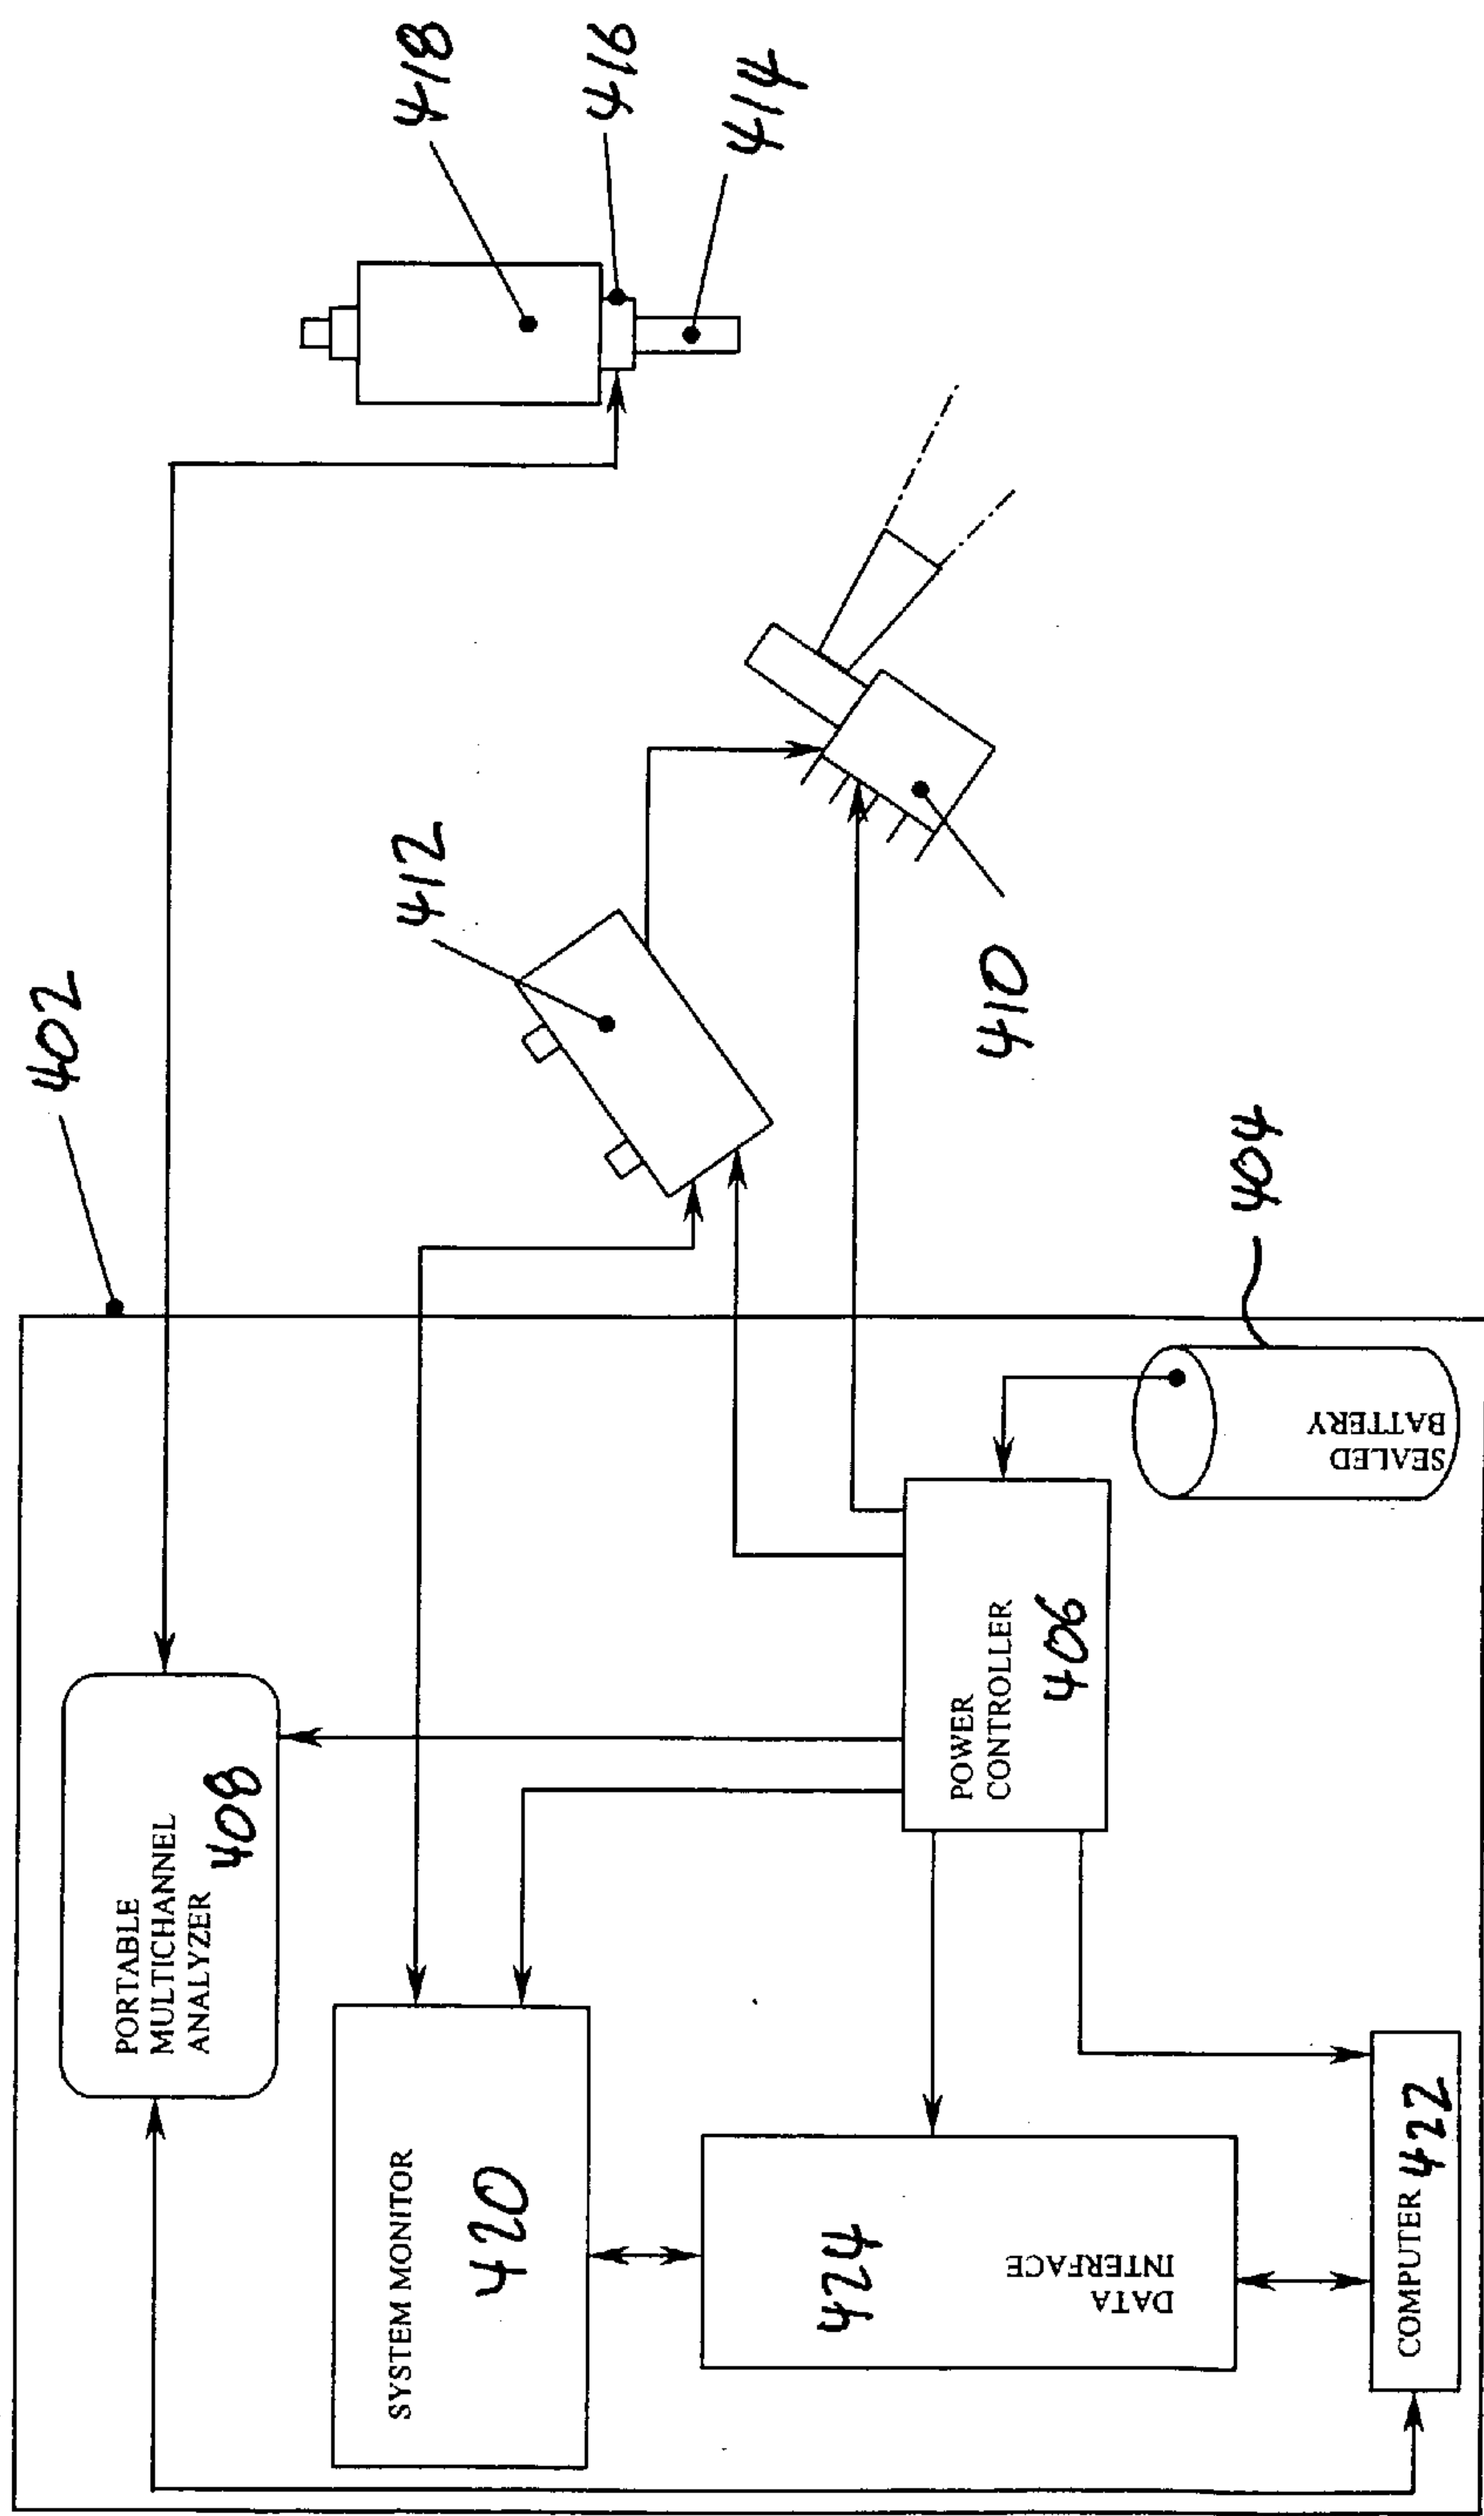 402
PORTABLE
MULTICHANNEL
ANALYZER
408
418
416
414
412
SYSTEM MONITOR
420
410
POWER
CONTROLLER
406
404
SEALED
BATTERY
424
DATA
INTERFACE
COMPUTER 422